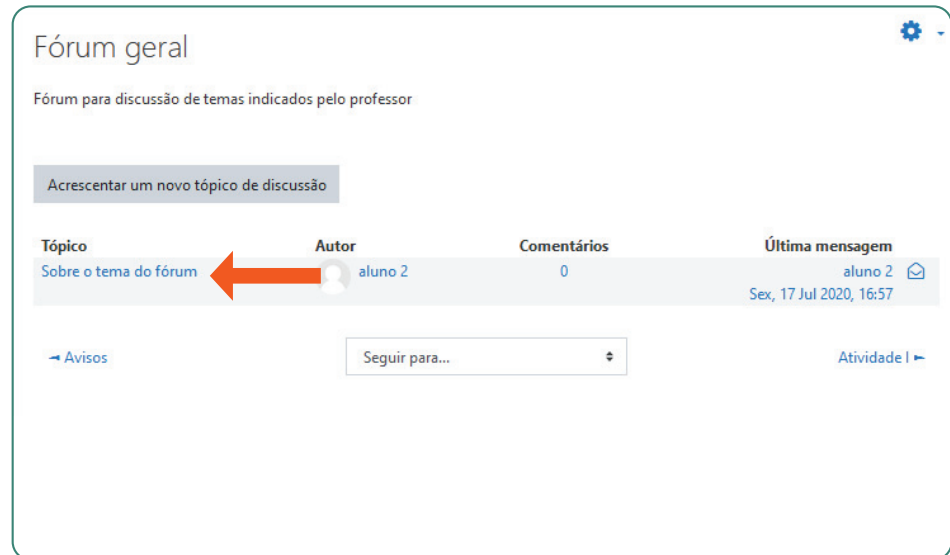 Fórum geral
Fórum para discussão de temas indicados pelo professor
Acrescentar um novo tópico de discussão
Tópico Autor Comentários Última mensagem
Sobre o tema do fórum aluno 2 0 aluno 2
Sex, 17 Jul 2020, 16:57
Avisos Seguir para... Atividade I